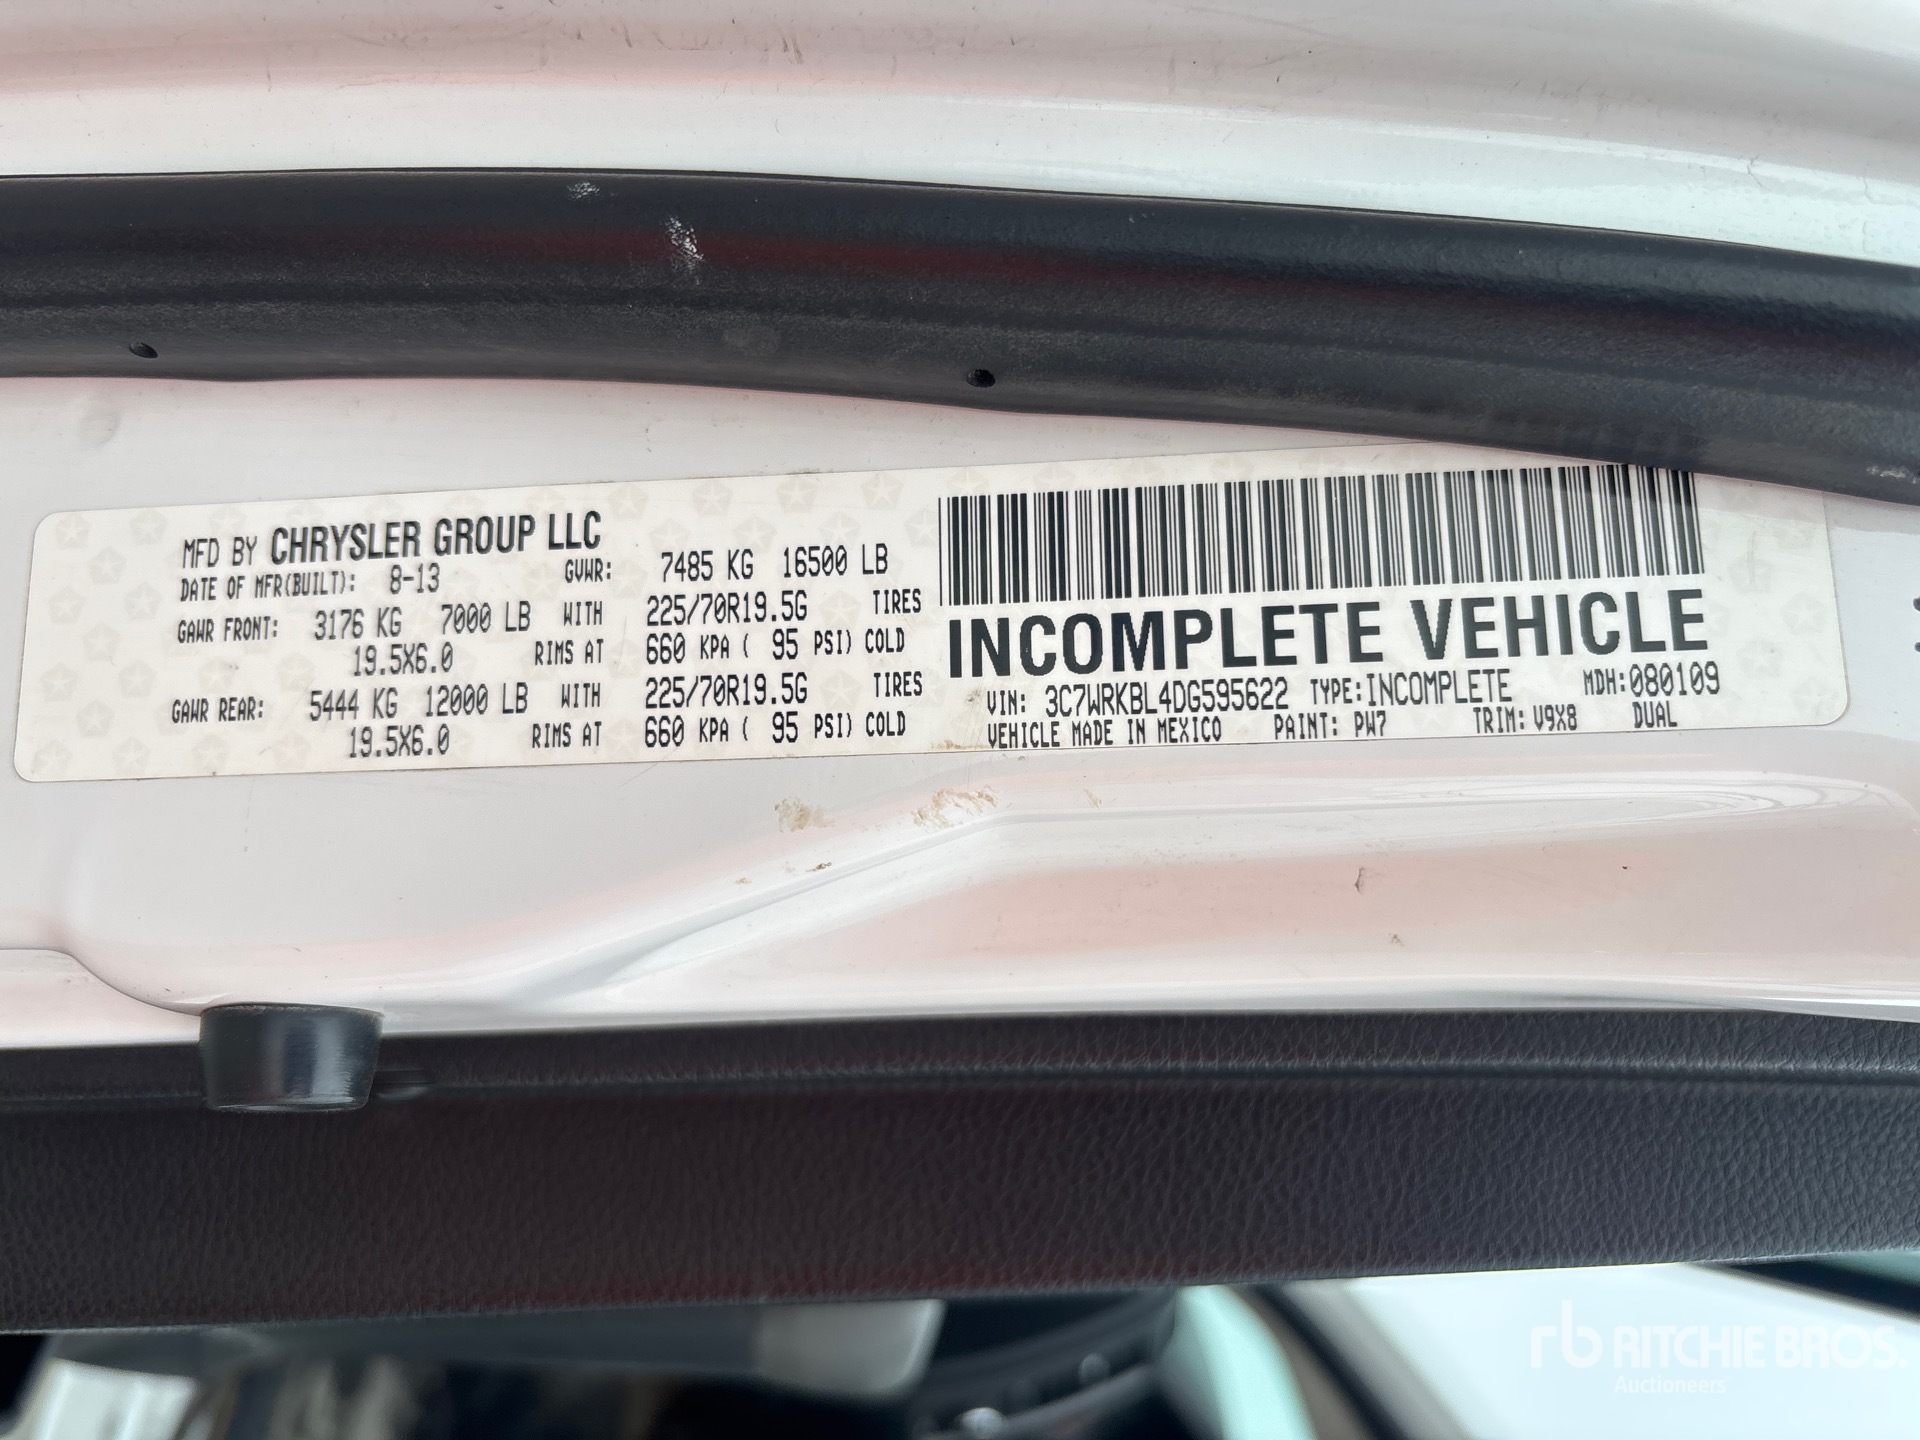 MFD BY CHRYSLER GROUP LLC
DATE OF MFR(BUILT): 8-13 GVWR: 7485 KG 16500 LB
GAWR FRONT: 3176 KG 7000 LB WITH 225/70R19.5G TIRES
19.5X6.0 RIMS AT 660 KPA ( 95 PSI) COLD
GAWR REAR: 5444 KG 12000 LB WITH 225/70R19.5G TIRES
19.5X6.0 RIMS AT 660 KPA ( 95 PSI) COLD
INCOMPLETE VEHICLE
VIN: 3C7WRKBL4DG595622 TYPE: INCOMPLETE MDH: 080109
VEHICLE MADE IN MEXICO PAINT: PW7 TRIM: V9X8 DUAL
rb RITCHIE BROS.
Auctioneers